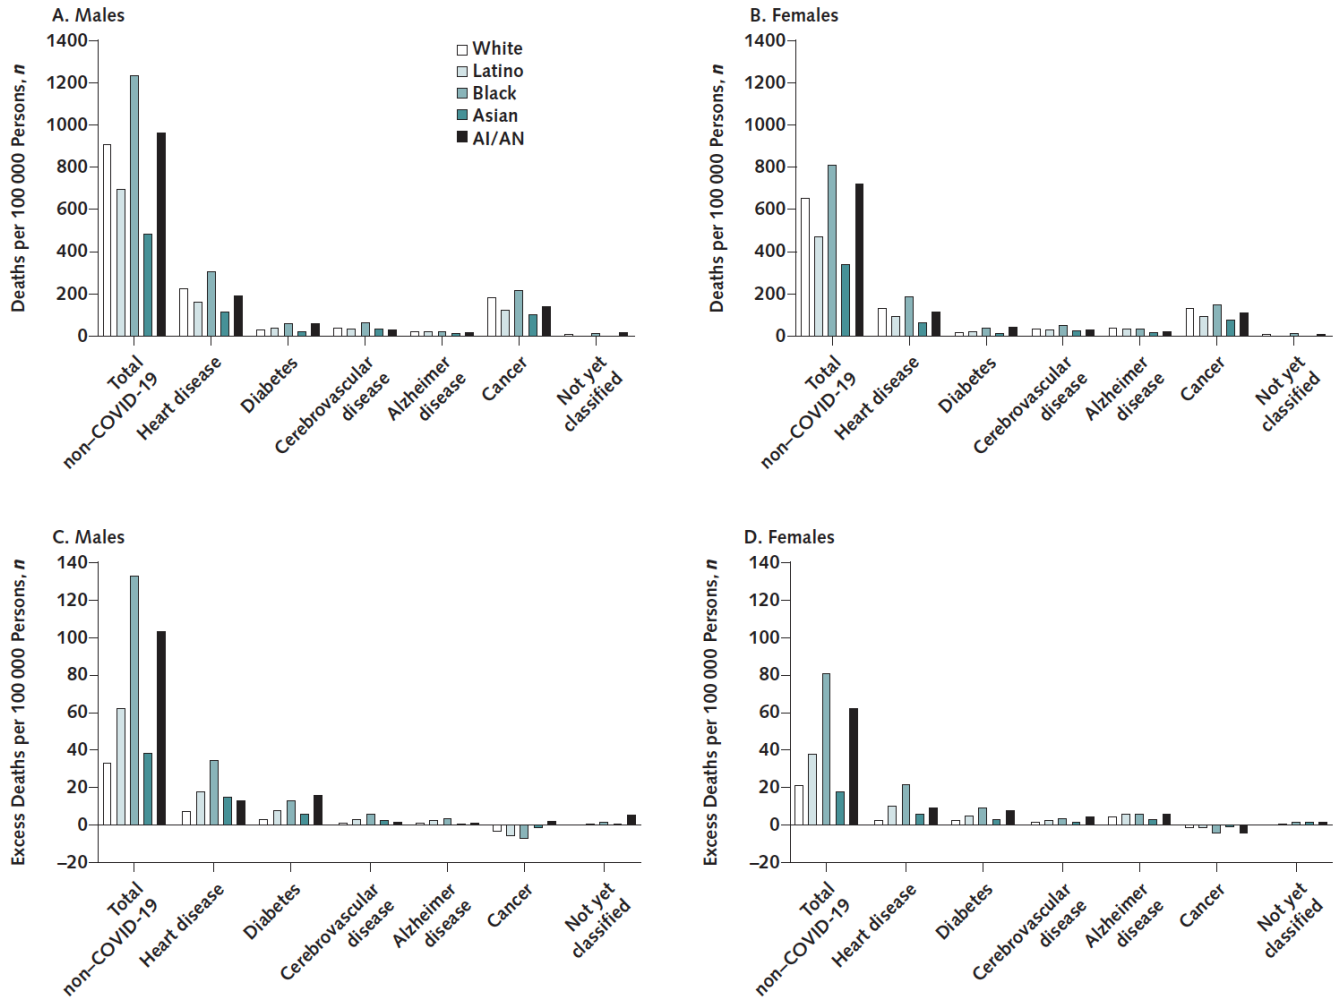 A. Males
Deaths per 100 000 Persons, n
1400
1200
1000
800
600
400
200
0
White
Latino
Black
Asian
AI/AN
Total
non–COVID-19
Heart disease
Diabetes
Cerebrovascular
disease
Alzheimer
disease
Cancer
Not yet
classified
B. Females
Deaths per 100 000 Persons, n
1400
1200
1000
800
600
400
200
0
Total
non–COVID-19
Heart disease
Diabetes
Cerebrovascular
disease
Alzheimer
disease
Cancer
Not yet
classified
C. Males
Excess Deaths per 100 000 Persons, n
140
120
100
80
60
40
20
0
–20
Total
non–COVID-19
Heart disease
Diabetes
Cerebrovascular
disease
Alzheimer
disease
Cancer
Not yet
classified
D. Females
Excess Deaths per 100 000 Persons, n
140
120
100
80
60
40
20
0
–20
Total
non–COVID-19
Heart disease
Diabetes
Cerebrovascular
disease
Alzheimer
disease
Cancer
Not yet
classified